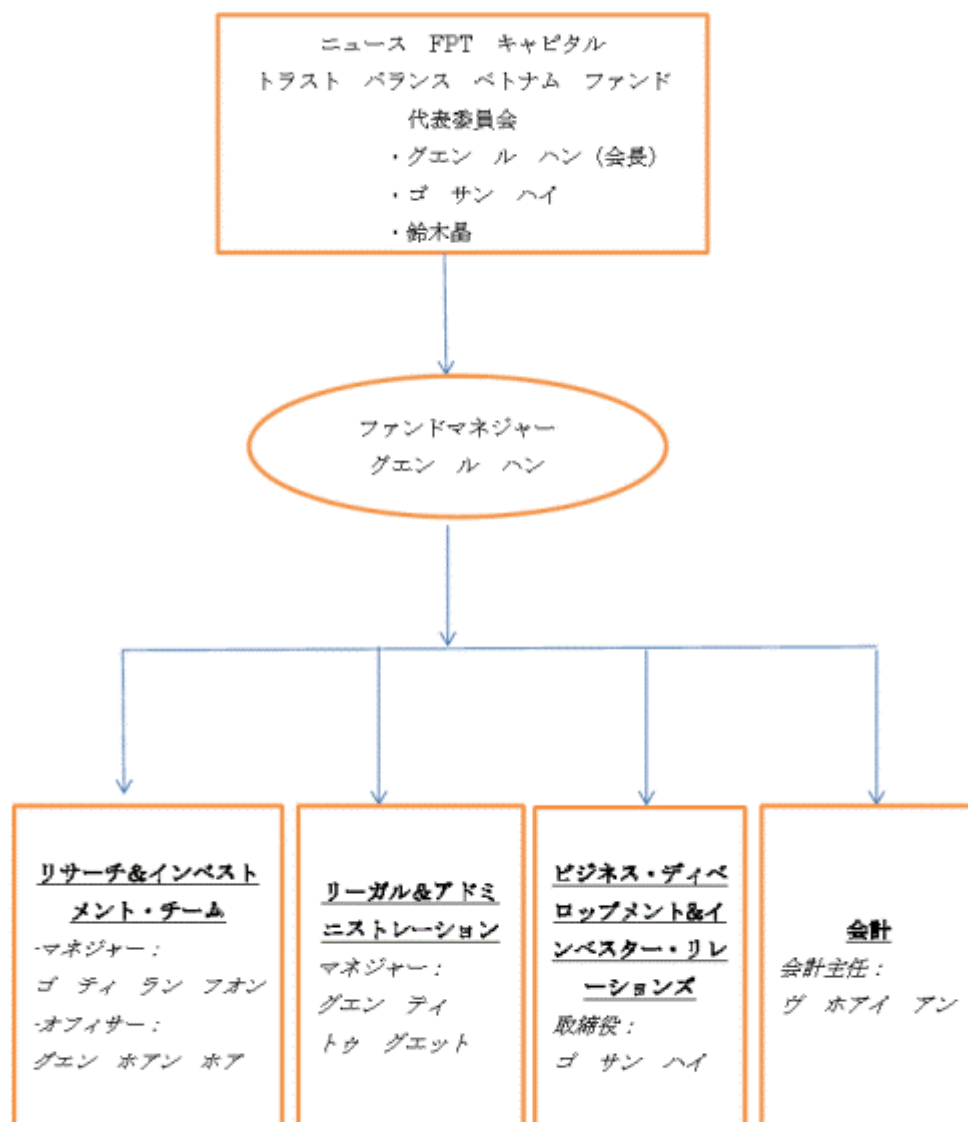 ニュース　FPT　キャピタル
トラスト　バランス　ベトナム　ファンド
代表委員会
・グエン　ル　ハン（会長）
・ゴ　サン　ハイ
・鈴木晶
ファンドマネジャー
グエン　ル　ハン
リサーチ&インベスト
メント・チーム
-マネジャー：
ゴ　ティ　ラン　フオン
-オフィサー：
グエン　ホアン　ホア
リーガル&アドミ
ニストレーション
マネジャー：
グエン　ティ
トゥ　グエット
ビジネス・ディベ
ロップメント&イ
ンベスター・リレ
ーションズ
取締役：
ゴ　サン　ハイ
会計
会計主任：
ヴ　ホアイ　アン